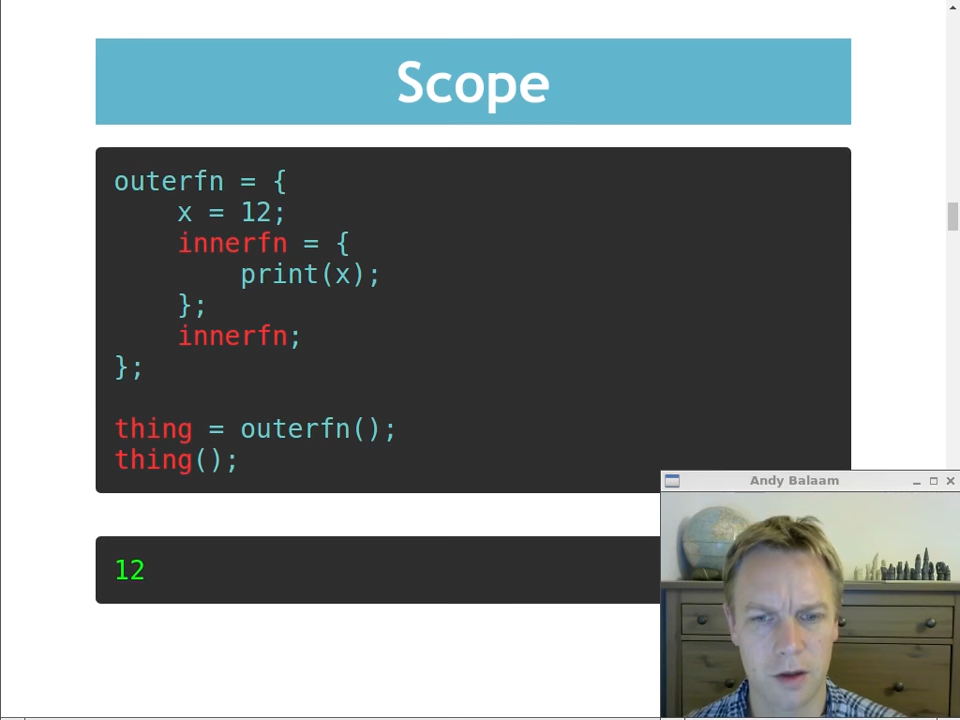 Scope
outerfn = {
    x = 12;
    innerfn = {
        print(x);
    };
    innerfn;
};

thing = outerfn();
thing();
12
Andy Balaam